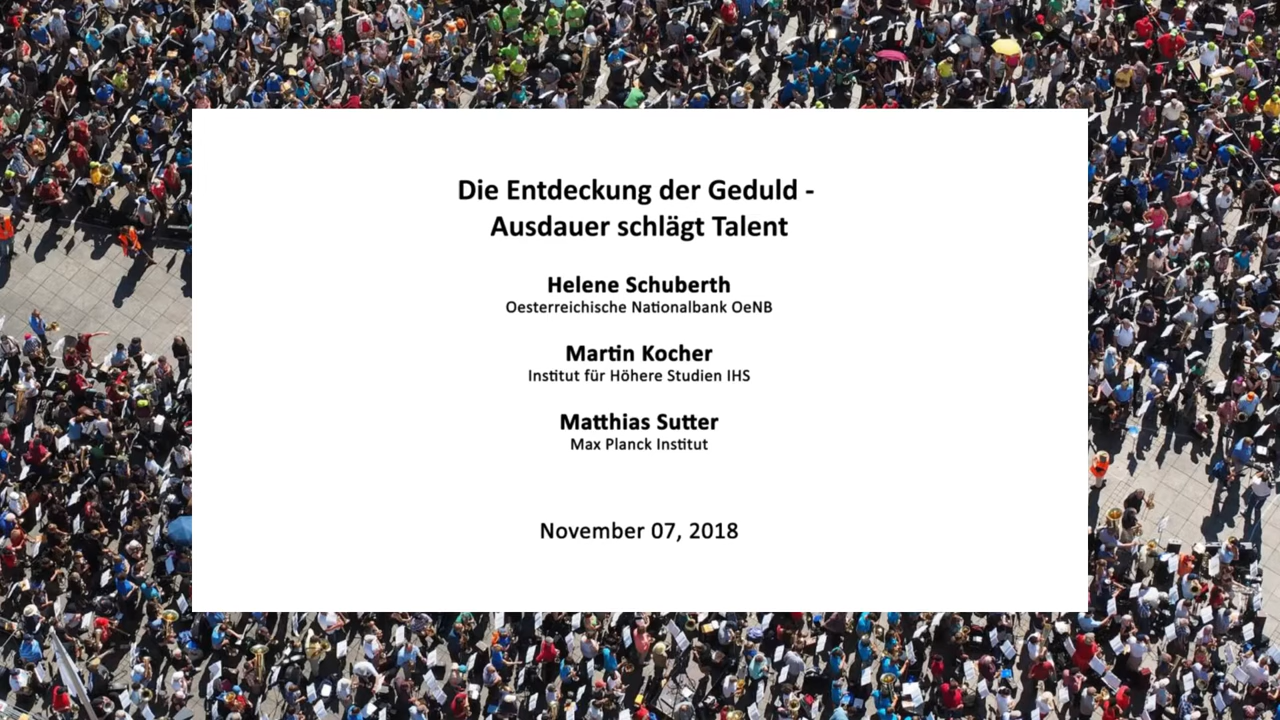 Die Entdeckung der Geduld -
Ausdauer schlägt Talent
Helene Schuberth
Oesterreichische Nationalbank OeNB
Martin Kocher
Institut für Höhere Studien IHS
Matthias Sutter
Max Planck Institut
November 07, 2018